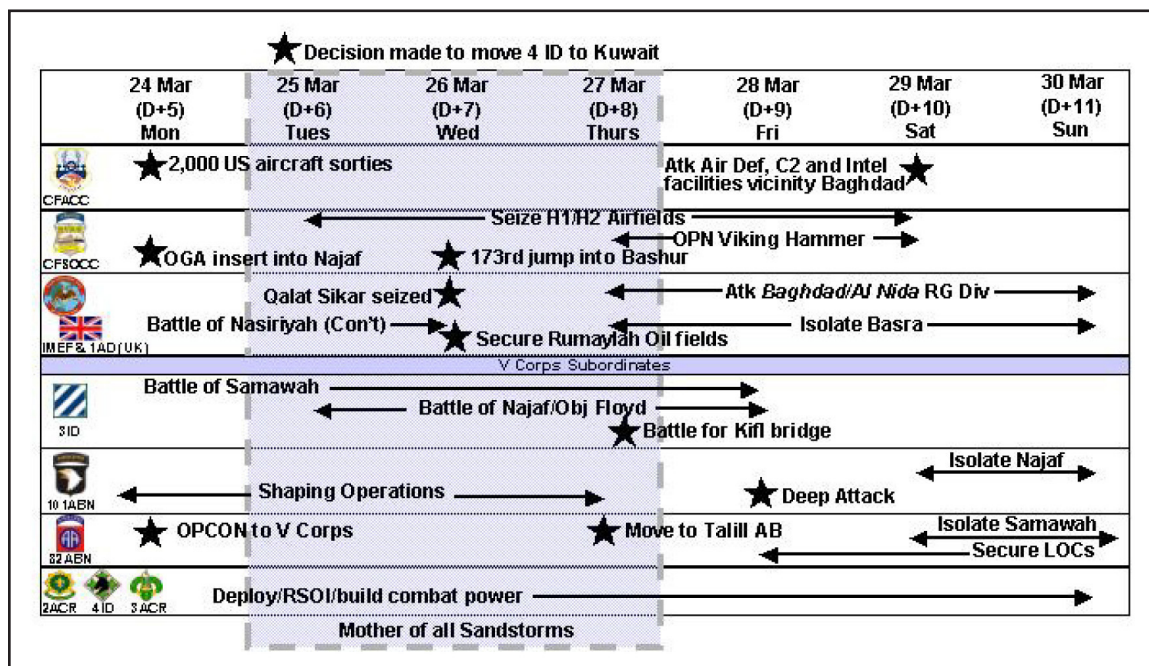 Decision made to move 4 ID to Kuwait
24 Mar
(D+5)
Mon
25 Mar
(D+6)
Tues
26 Mar
(D+7)
Wed
27 Mar
(D+8)
Thurs
28 Mar
(D+9)
Fri
29 Mar
(D+10)
Sat
30 Mar
(D+11)
Sun
CFACC
2,000 US aircraft sorties
Atk Air Def, C2 and Intel
facilities vicinity Baghdad
CFSOCC
Seize H1/H2 Airfields
OPN Viking Hammer
OGA insert into Najaf
173rd jump into Bashur
IMEF & 1AD(UK)
Qalat Sikar seized
Atk Baghdad/Al Nida RG Div
Battle of Nasiriyah (Con't)
Isolate Basra
Secure Rumaylah Oil fields
V Corps Subordinates
3ID
Battle of Samawah
Battle of Najaf/Obj Floyd
Battle for Kifl bridge
101ABN
Isolate Najaf
Shaping Operations
Deep Attack
82ABN
OPCON to V Corps
Move to Talill AB
Isolate Samawah
Secure LOCs
2ACR 4ID 3ACR
Deploy/RSOI/build combat power
Mother of all Sandstorms